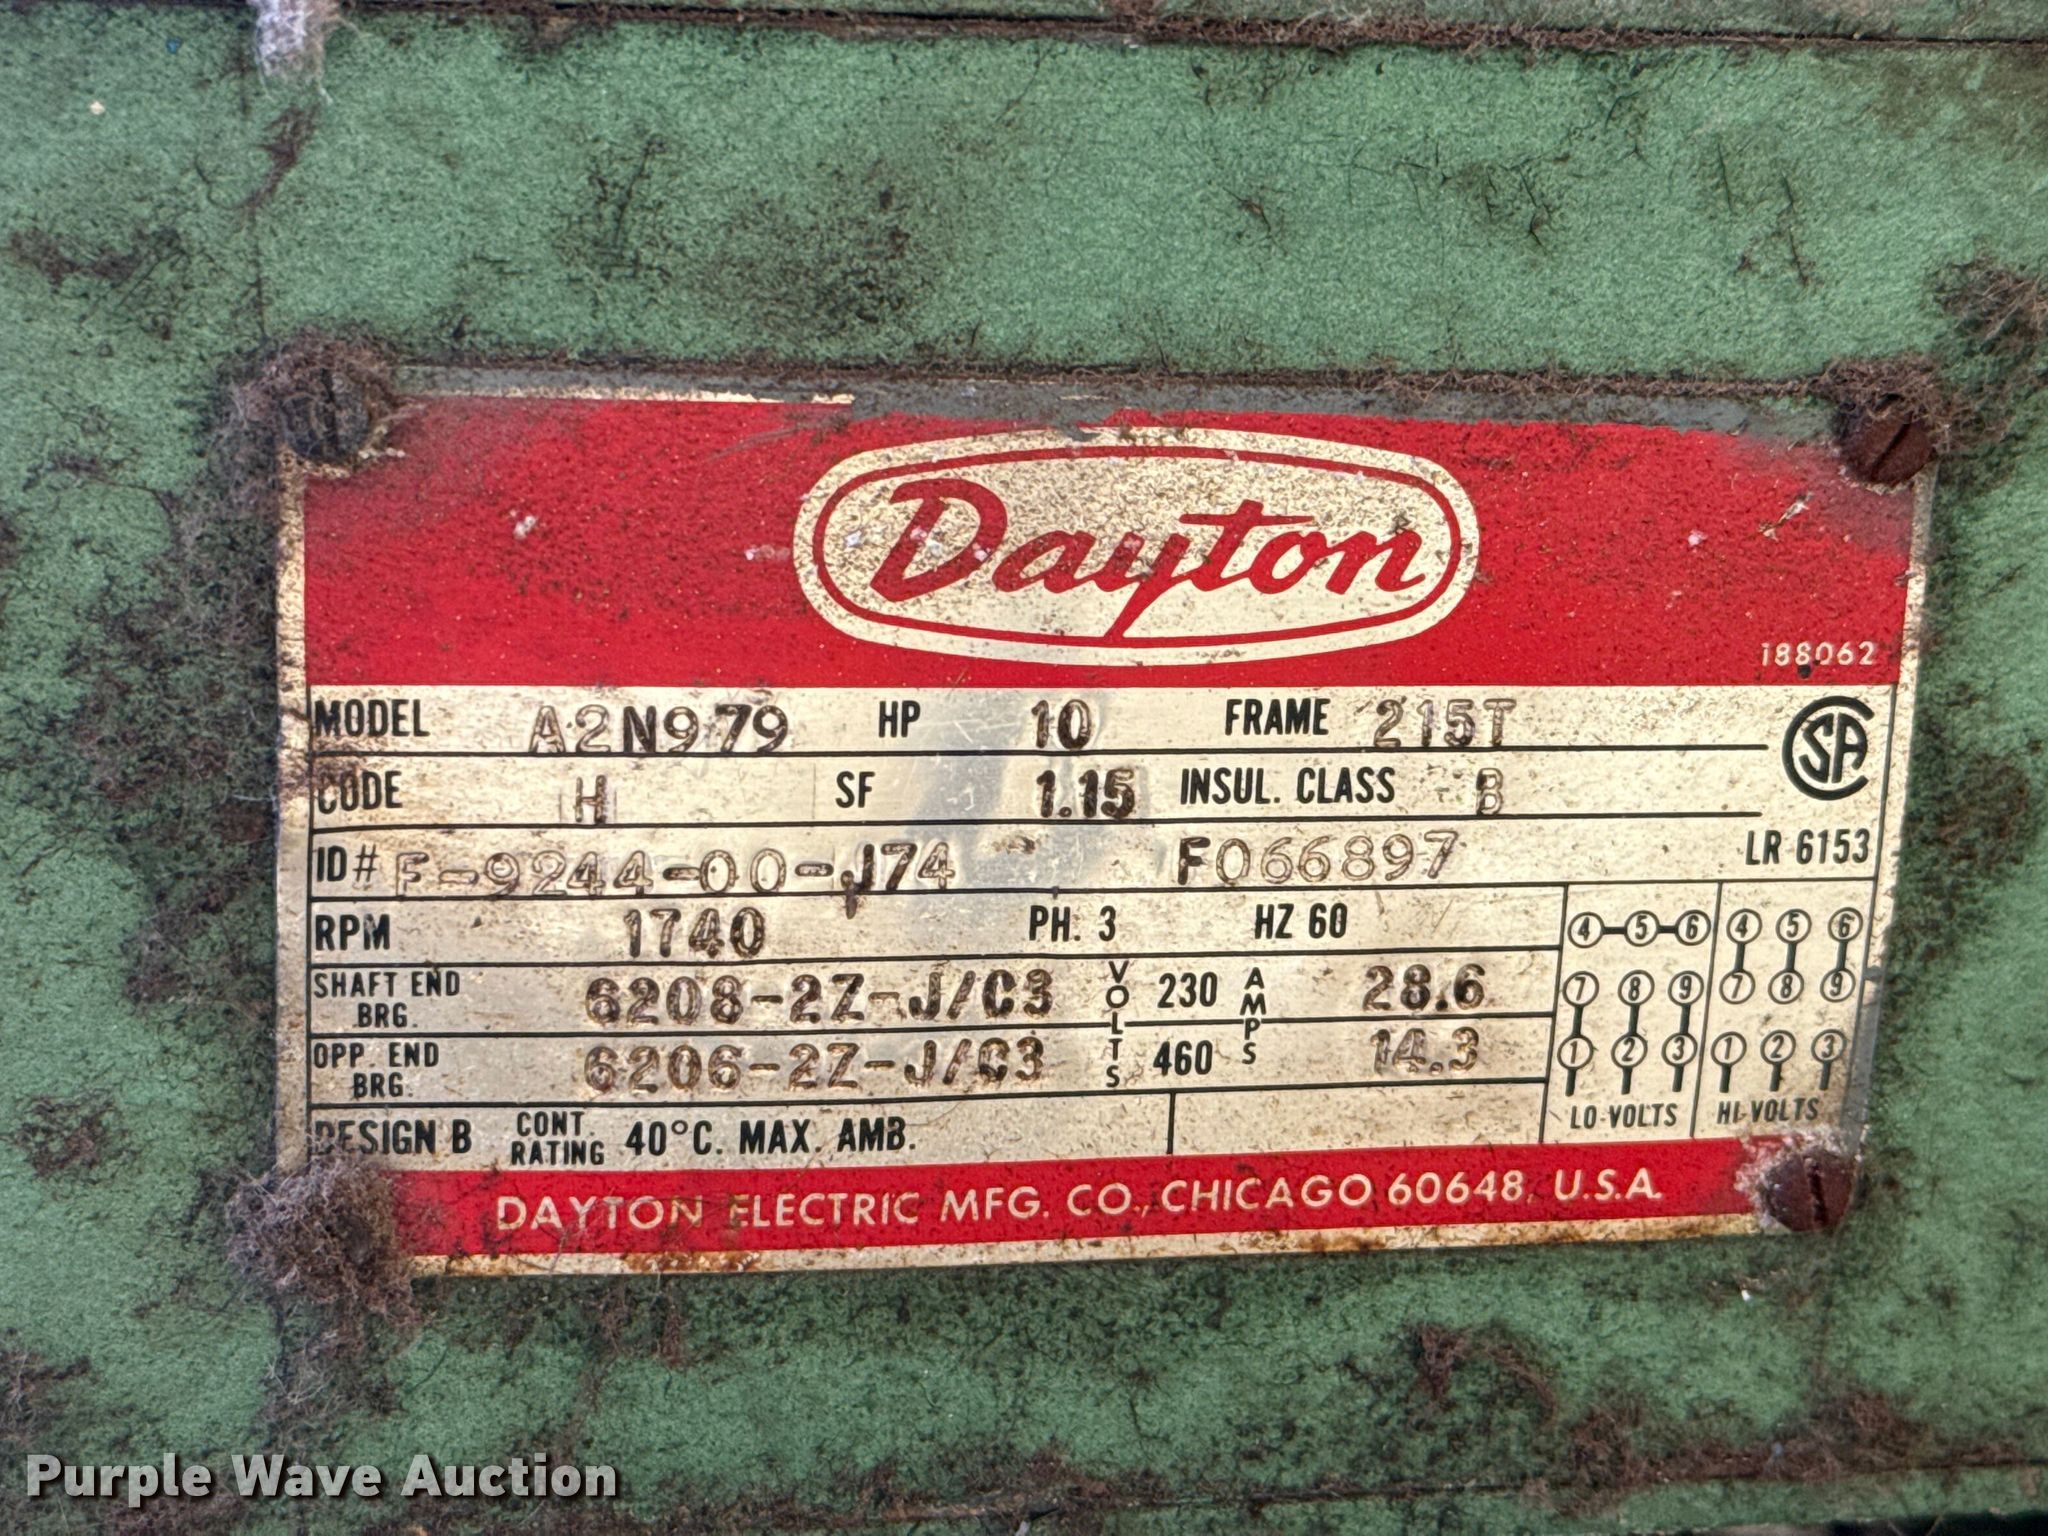 Dayton
188062
MODEL A2N979 HP 10 FRAME 215T
CODE H SF 1.15 INSUL. CLASS B
SA
ID# F-9244-00-J74 F066897 LR 6153
RPM 1740 PH. 3 HZ 60
SHAFT END BRG. 6208-2Z-J/C3 VOLTS 230 AMPS 28.6
OPP. END BRG. 6206-2Z-J/C3 460 14.3
DESIGN B CONT. RATING 40°C. MAX. AMB.
4 5 6 4 5 6
7 8 9 7 8 9
1 2 3 1 2 3
LO-VOLTS HI-VOLTS
DAYTON ELECTRIC MFG. CO., CHICAGO 60648, U.S.A.
Purple Wave Auction